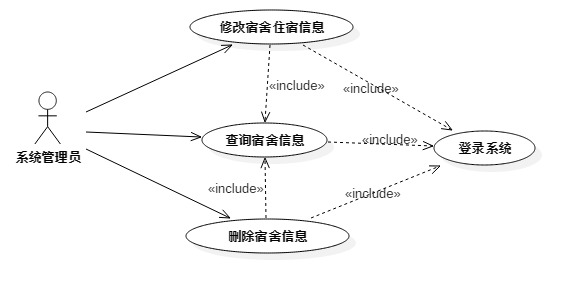 修改宿舍住宿信息
«include»
«include»
查询宿舍信息
«include»
登录系统
系统管理员
«include»
«include»
删除宿舍信息